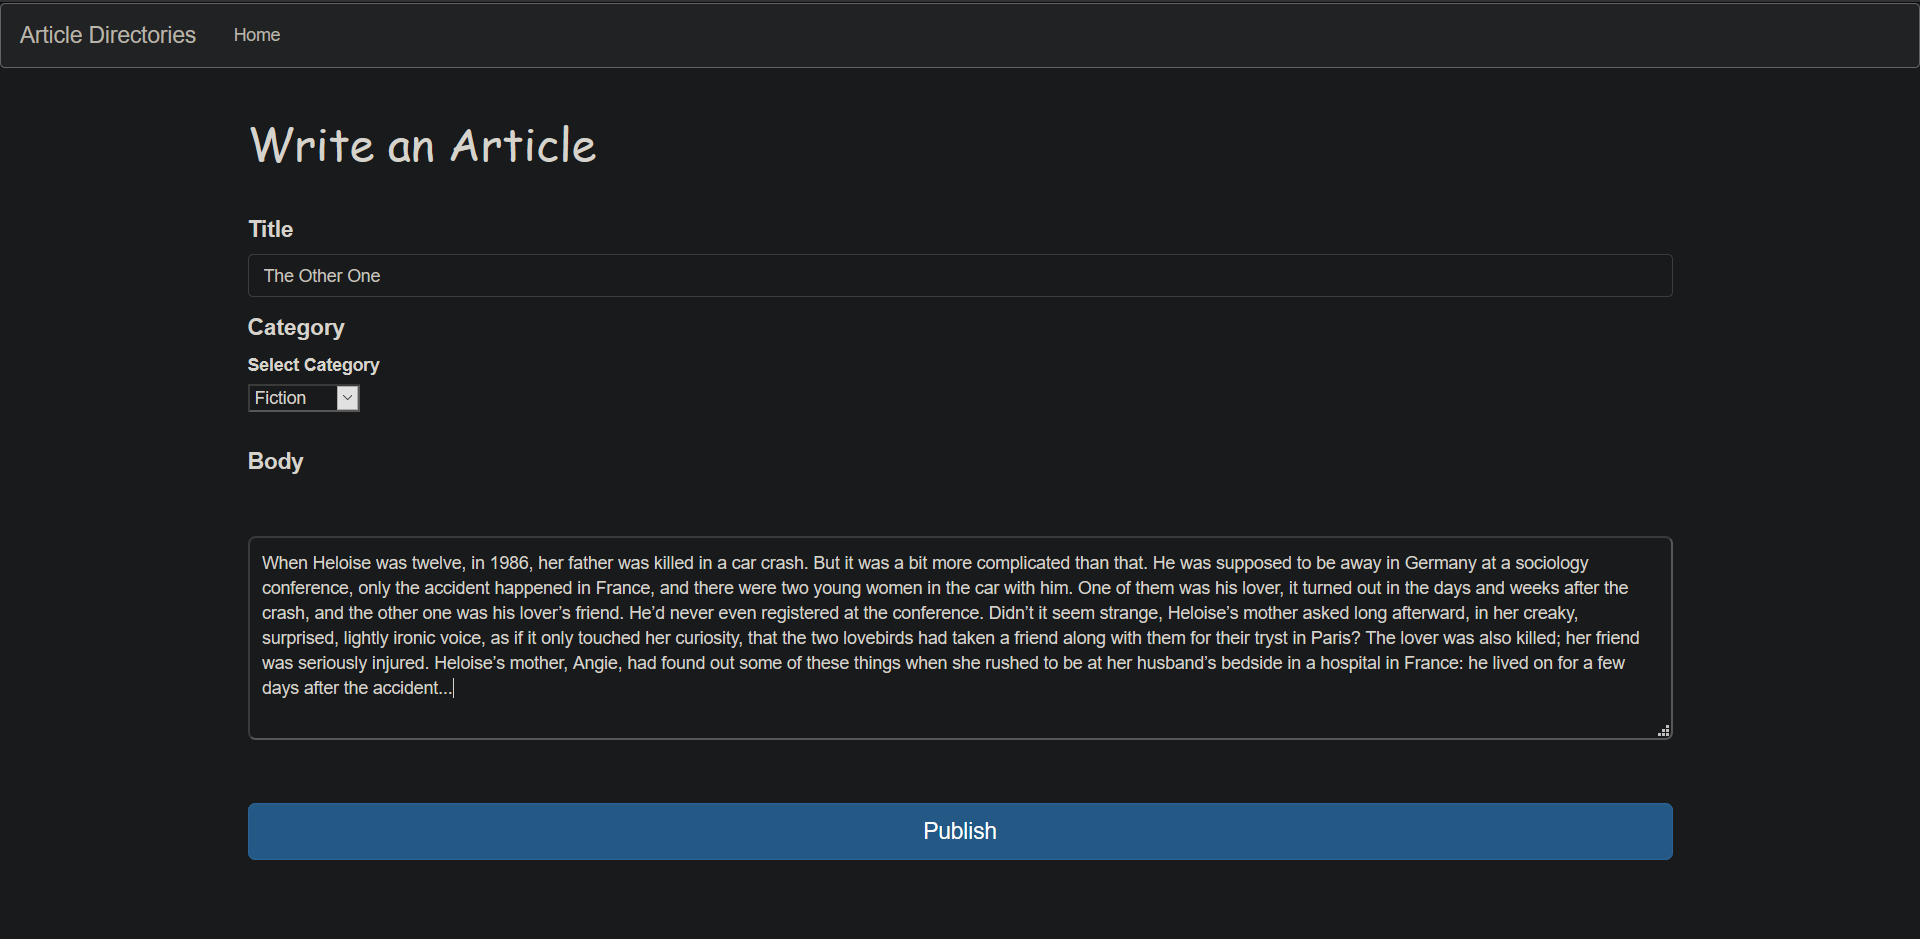 Article Directories Home
Write an Article
Title
The Other One
Category
Select Category
Fiction
Body
When Heloise was twelve, in 1986, her father was killed in a car crash. But it was a bit more complicated than that. He was supposed to be away in Germany at a sociology
conference, only the accident happened in France, and there were two young women in the car with him. One of them was his lover, it turned out in the days and weeks after the
crash, and the other one was his lover’s friend. He’d never even registered at the conference. Didn’t it seem strange, Heloise’s mother asked long afterward, in her creaky,
surprised, lightly ironic voice, as if it only touched her curiosity, that the two lovebirds had taken a friend along with them for their tryst in Paris? The lover was also killed; her friend
was seriously injured. Heloise’s mother, Angie, had found out some of these things when she rushed to be at her husband’s bedside in a hospital in France: he lived on for a few
days after the accident...
Publish